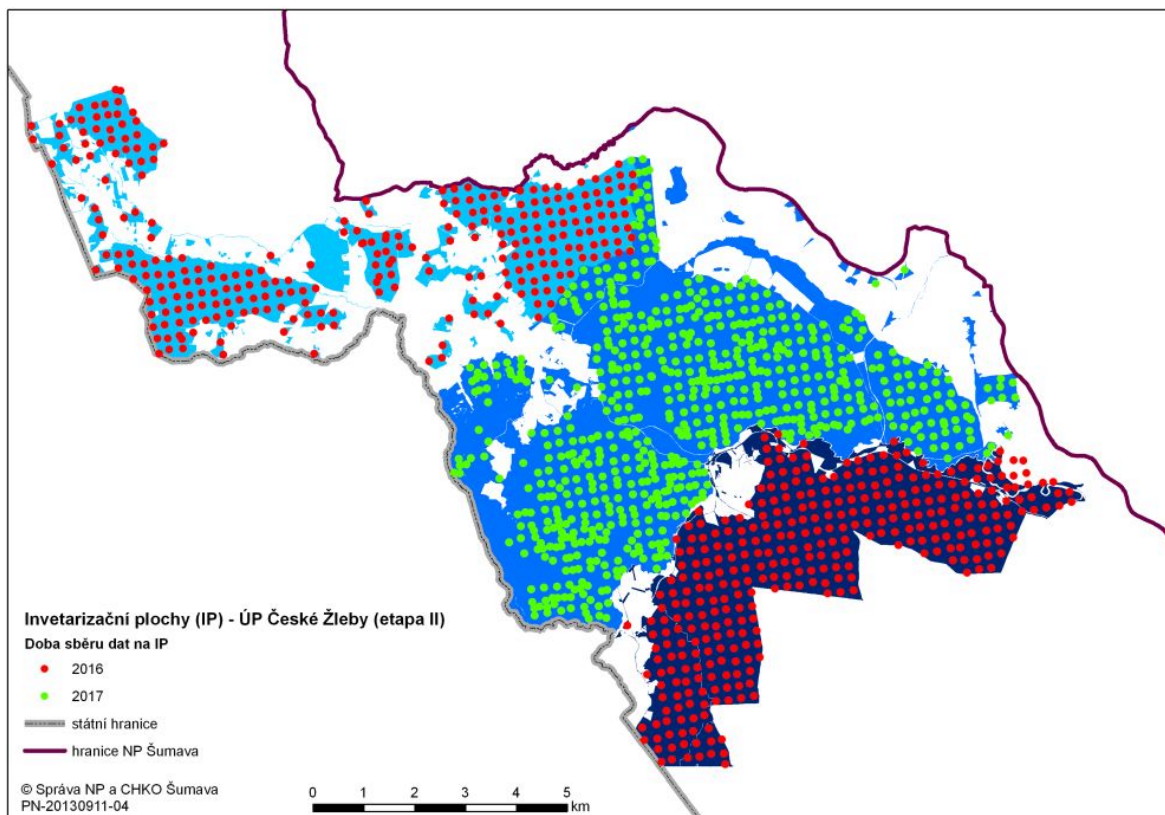 Invetarizační plochy (IP) - ÚP České Žleby (etapa II)
Doba sběru dat na IP
2016
2017
státní hranice
hranice NP Šumava
© Správa NP a CHKO Šumava
PN-20130911-04
0 1 2 3 4 5
km